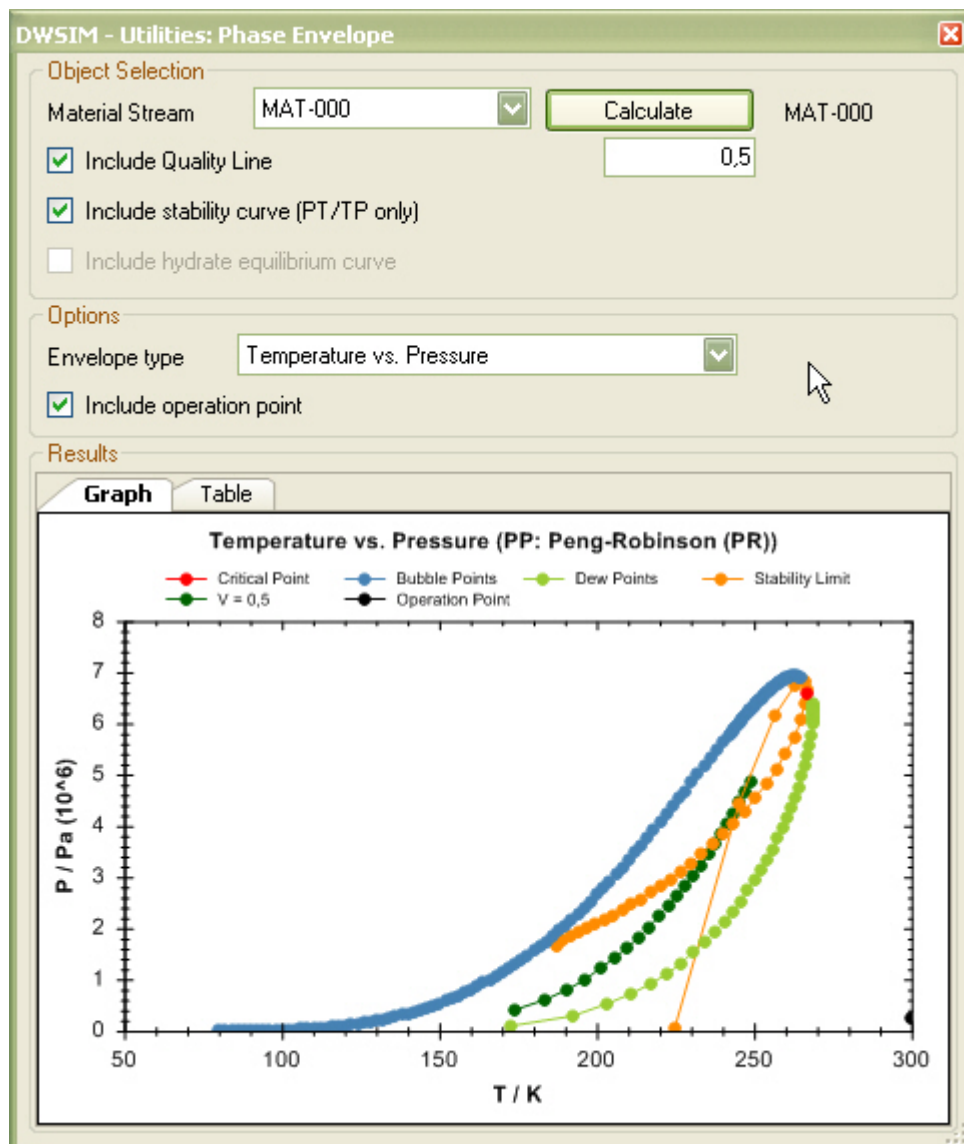 DWSIM - Utilities: Phase Envelope
Object Selection
Material Stream MAT-000 Calculate MAT-000
Include Quality Line 0,5
Include stability curve (PT/TP only)
Include hydrate equilibrium curve
Options
Envelope type Temperature vs. Pressure
Include operation point
Results
Graph Table
Temperature vs. Pressure (PP: Peng-Robinson (PR))
Critical Point Bubble Points Dew Points Stability Limit
V = 0,5 Operation Point
8
7
6
5
4
3
2
1
0
P / Pa (10^6)
50 100 150 200 250 300
T / K